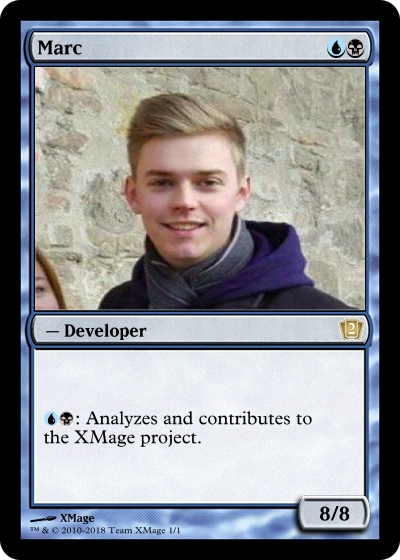 Marc
— Developer
2
: Analyzes and contributes to
the XMage project.
8/8
XMage
™ & © 2010-2018 Team XMage 1/1